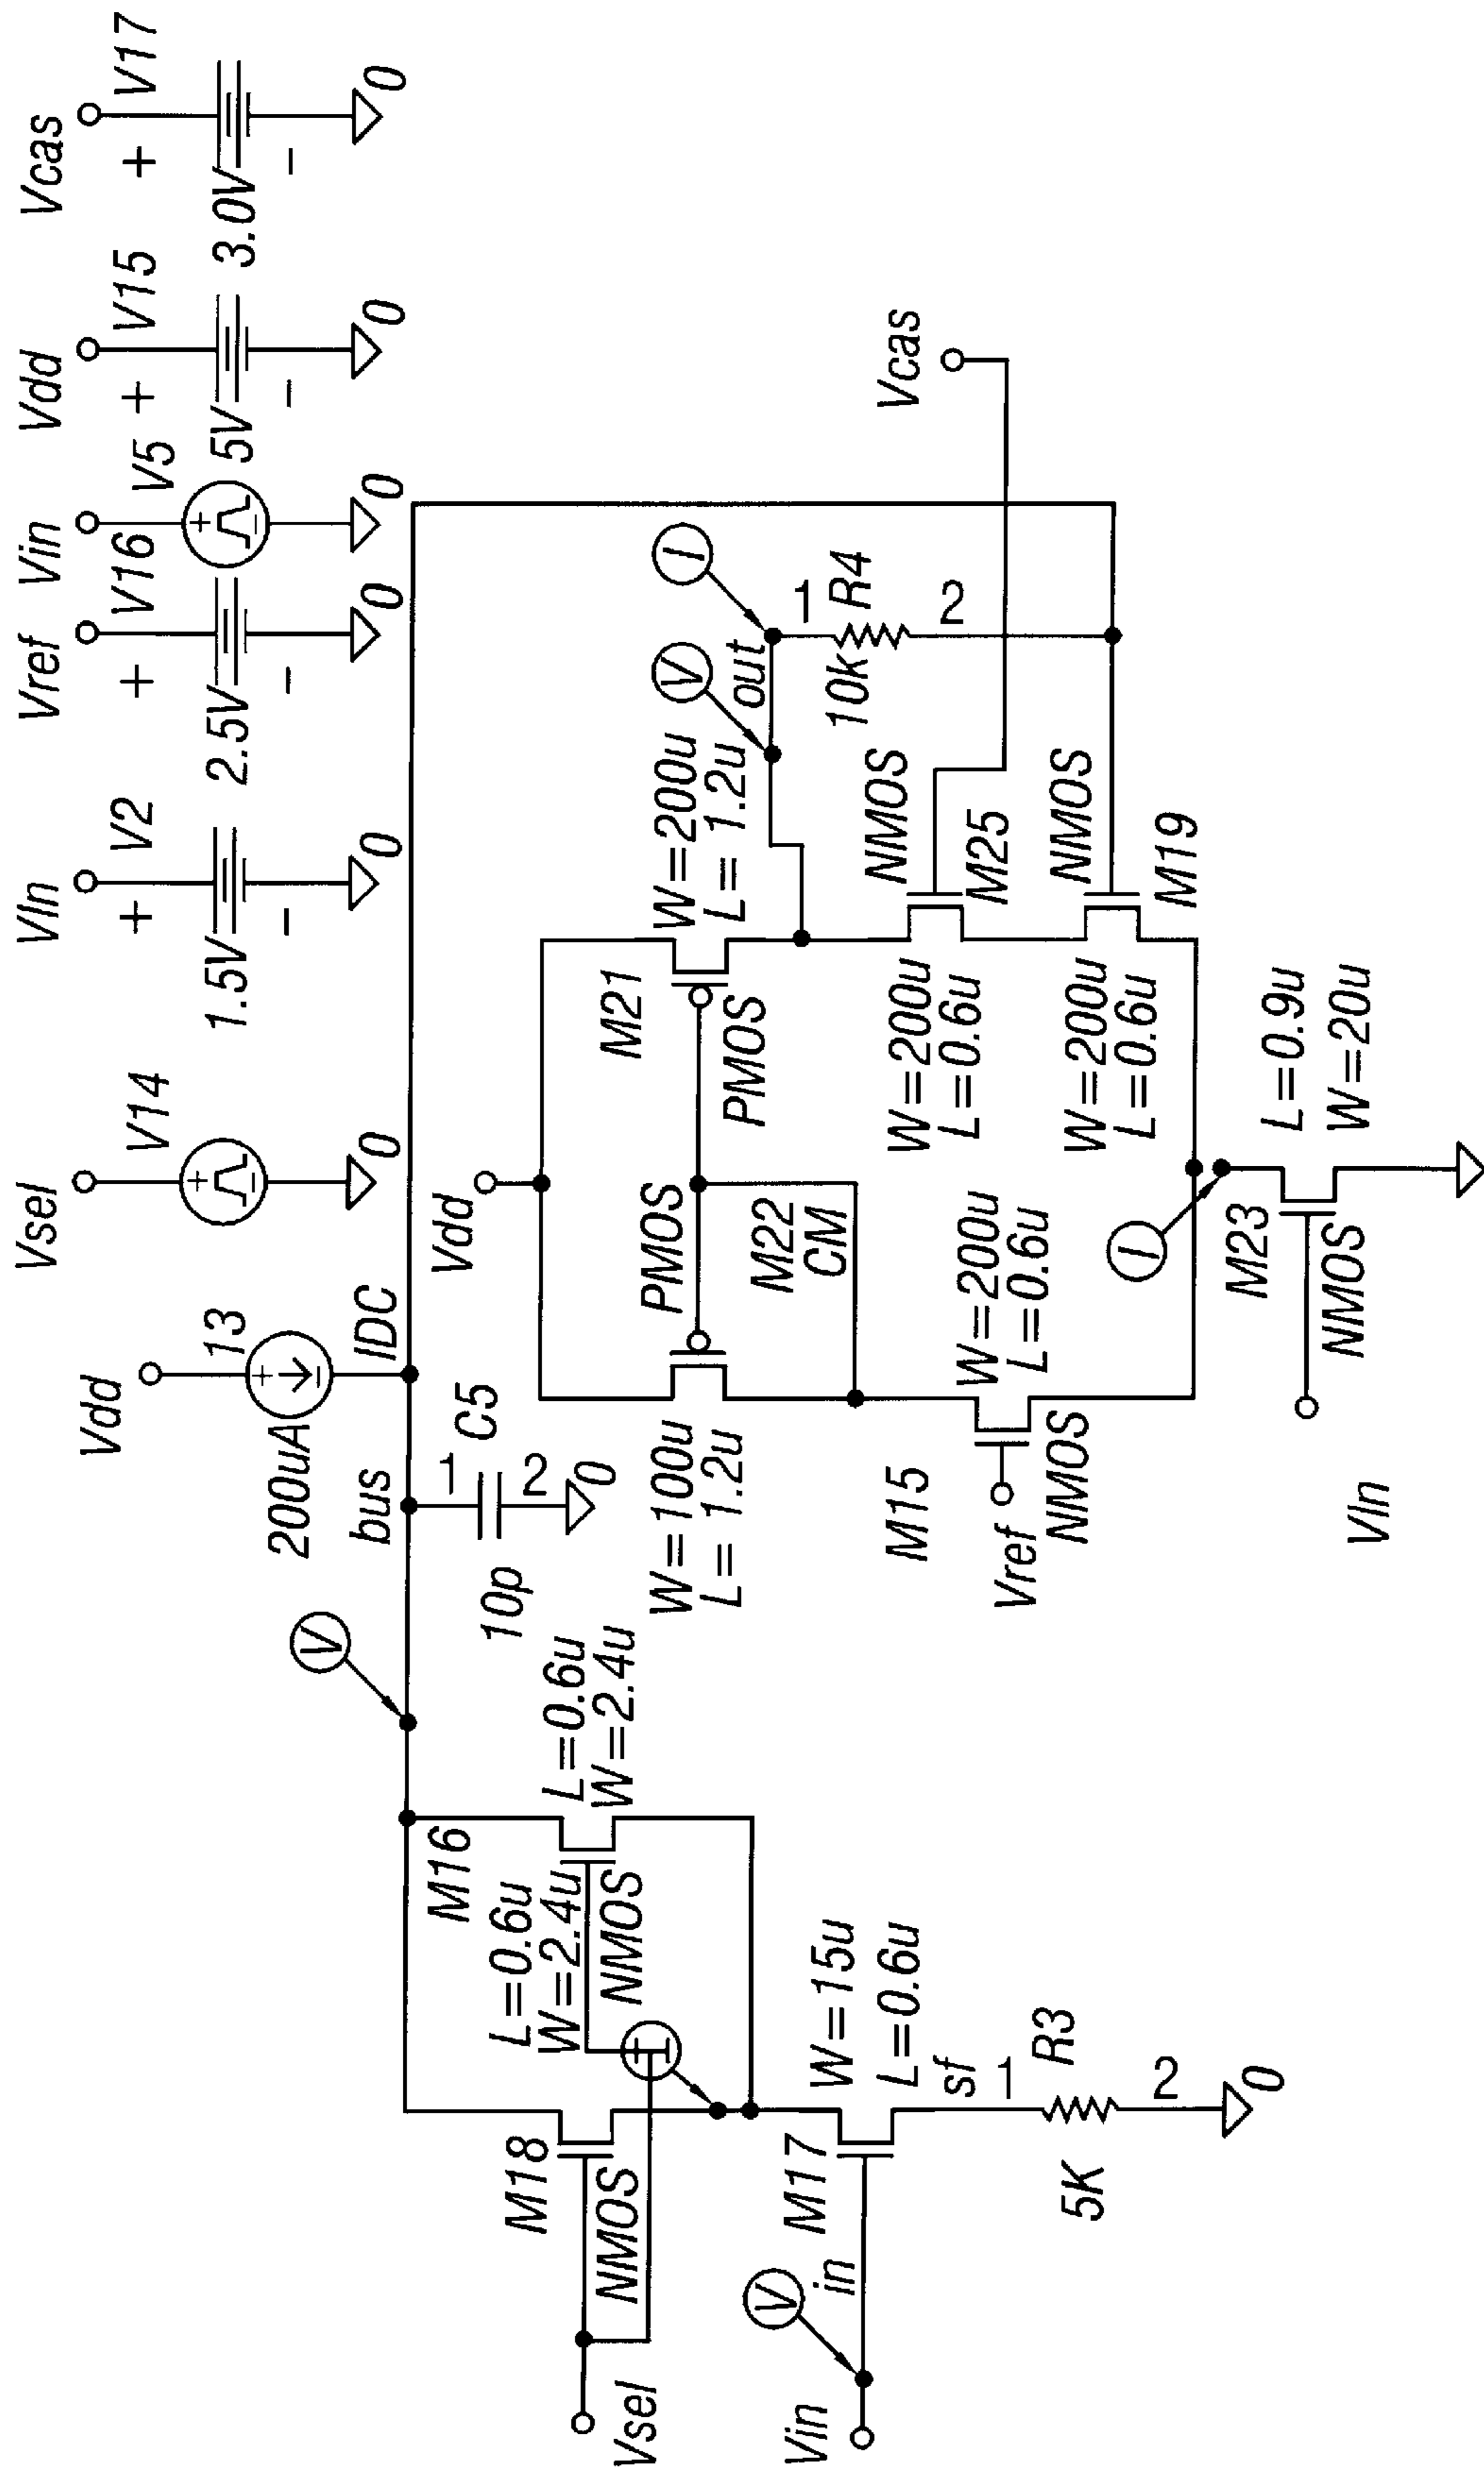 Vsel
V14
+
-
0
VIn
V2
+
1.5V
-
0
Vref
V16
+
2.5V
-
0
Vin
V5
+
-
0
Vdd
V15
+
5V
-
0
Vcas
V17
+
3.0V
-
0
Vdd
13
+
-
200uA
IDC
bus
V
1
C5
10p
2
0
M16
L=0.6u
W=2.4u
L=0.6u
W=2.4u
NMOS
I
M18
NMOS
Vsel
M17
W=15u
L=0.6u
V
in
Vin
sf
1
R3
5K
2
0
Vdd
PMOS
M22
CM
W=100u
L=1.2u
M21
PMOS
W=200u
L=1.2u
V
I
out
1
R4
10k
2
Vcas
NMOS
M25
W=200u
L=0.6u
NMOS
M19
W=200u
L=0.6u
M15
W=200u
L=0.6u
Vref
NMOS
I
M23
NMOS
L=0.9u
W=20u
VIn